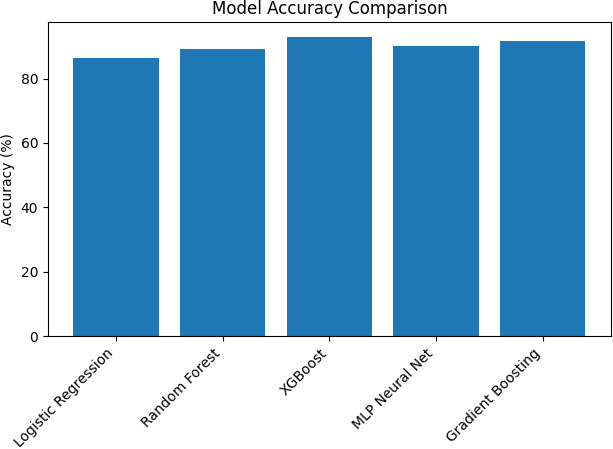 Model Accuracy Comparison
Accuracy (%)
80
60
40
20
0
Logistic Regression
Random Forest
XGBoost
MLP Neural Net
Gradient Boosting